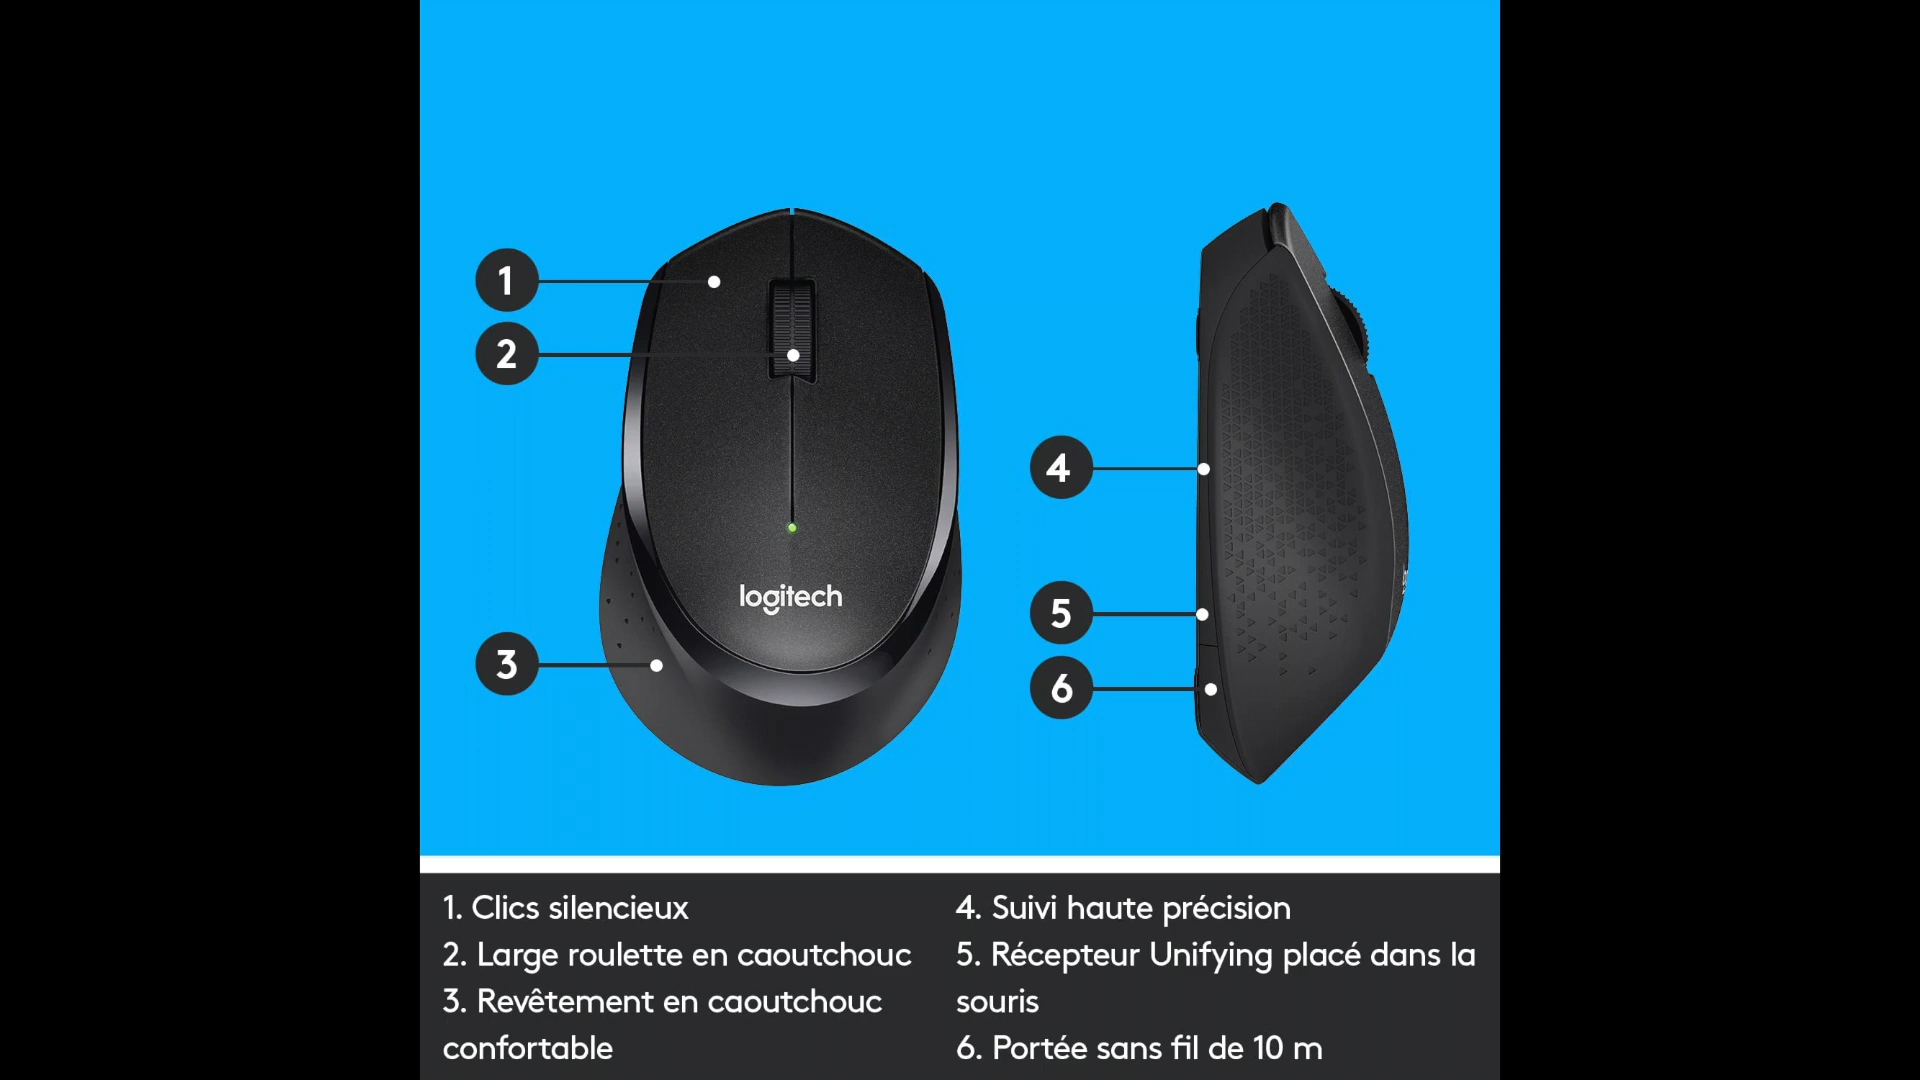 1
2
3
logitech
4
5
6
1. Clics silencieux
2. Large roulette en caoutchouc
3. Revêtement en caoutchouc
confortable
4. Suivi haute précision
5. Récepteur Unifying placé dans la
souris
6. Portée sans fil de 10 m